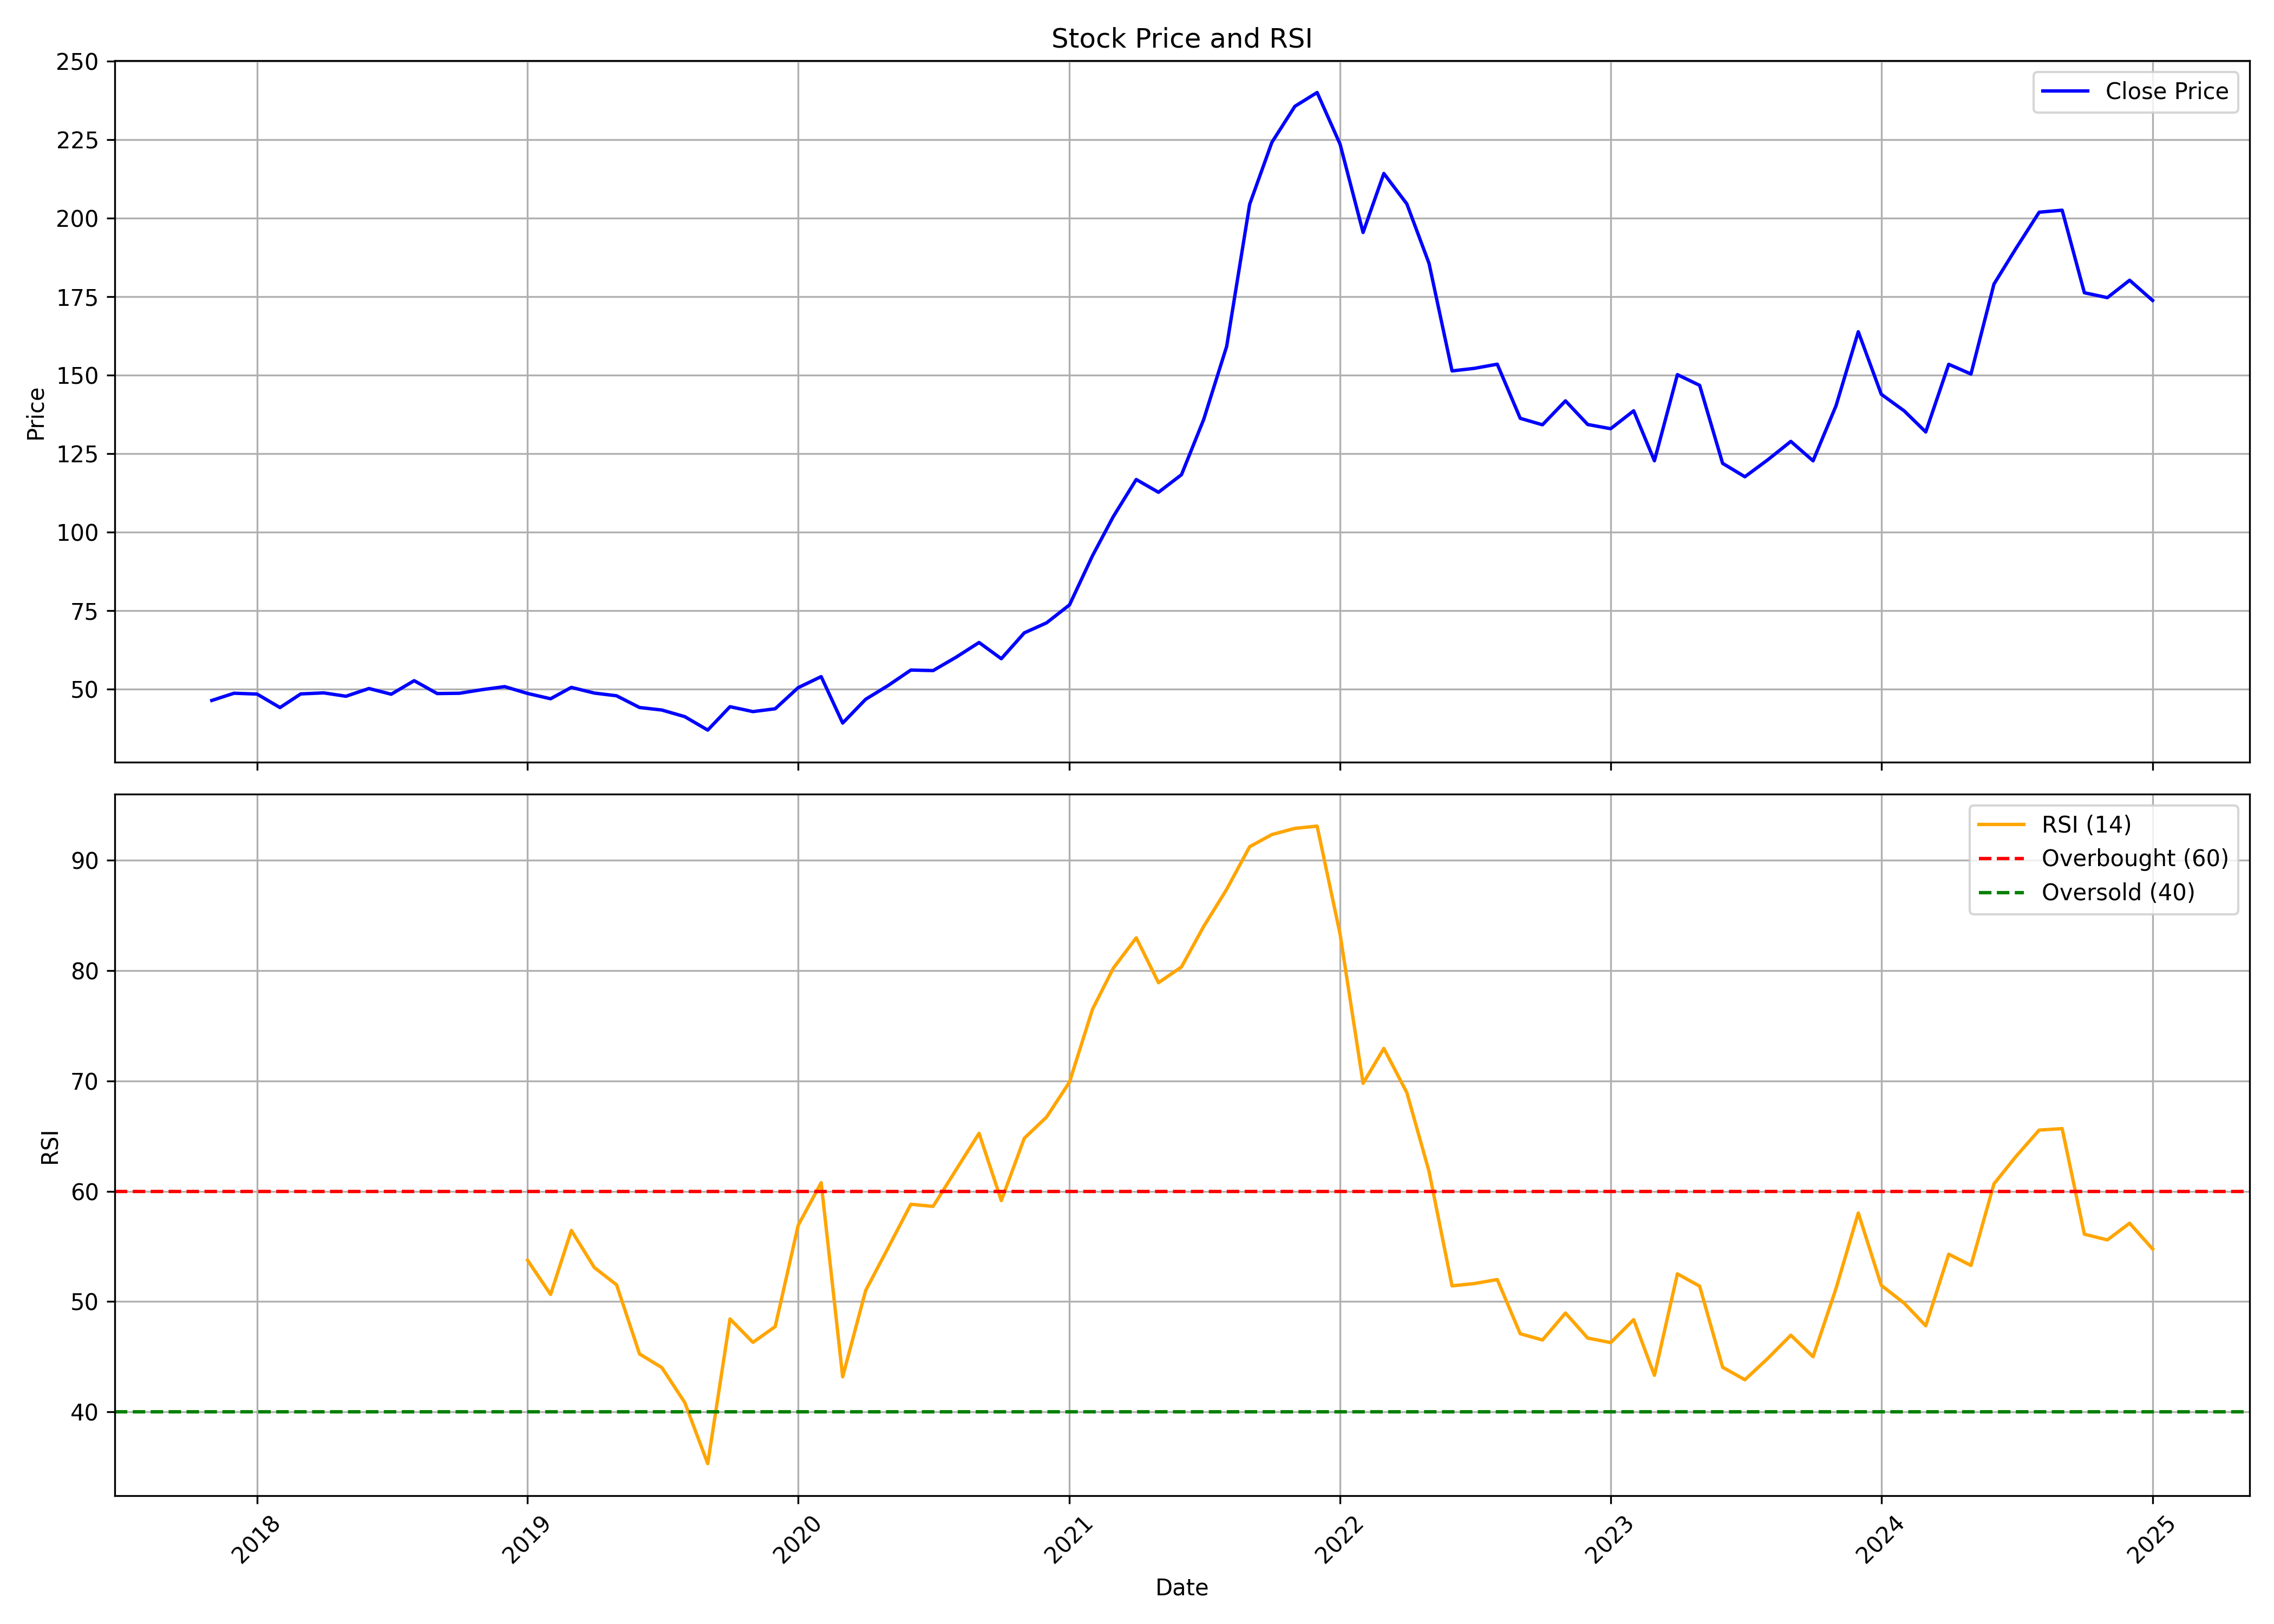 Stock Price and RSI
250
225
200
175
150
125
100
75
50
Price
Close Price
90
80
70
60
50
40
RSI
RSI (14)
Overbought (60)
Oversold (40)
2018
2019
2020
2021
2022
2023
2024
2025
Date